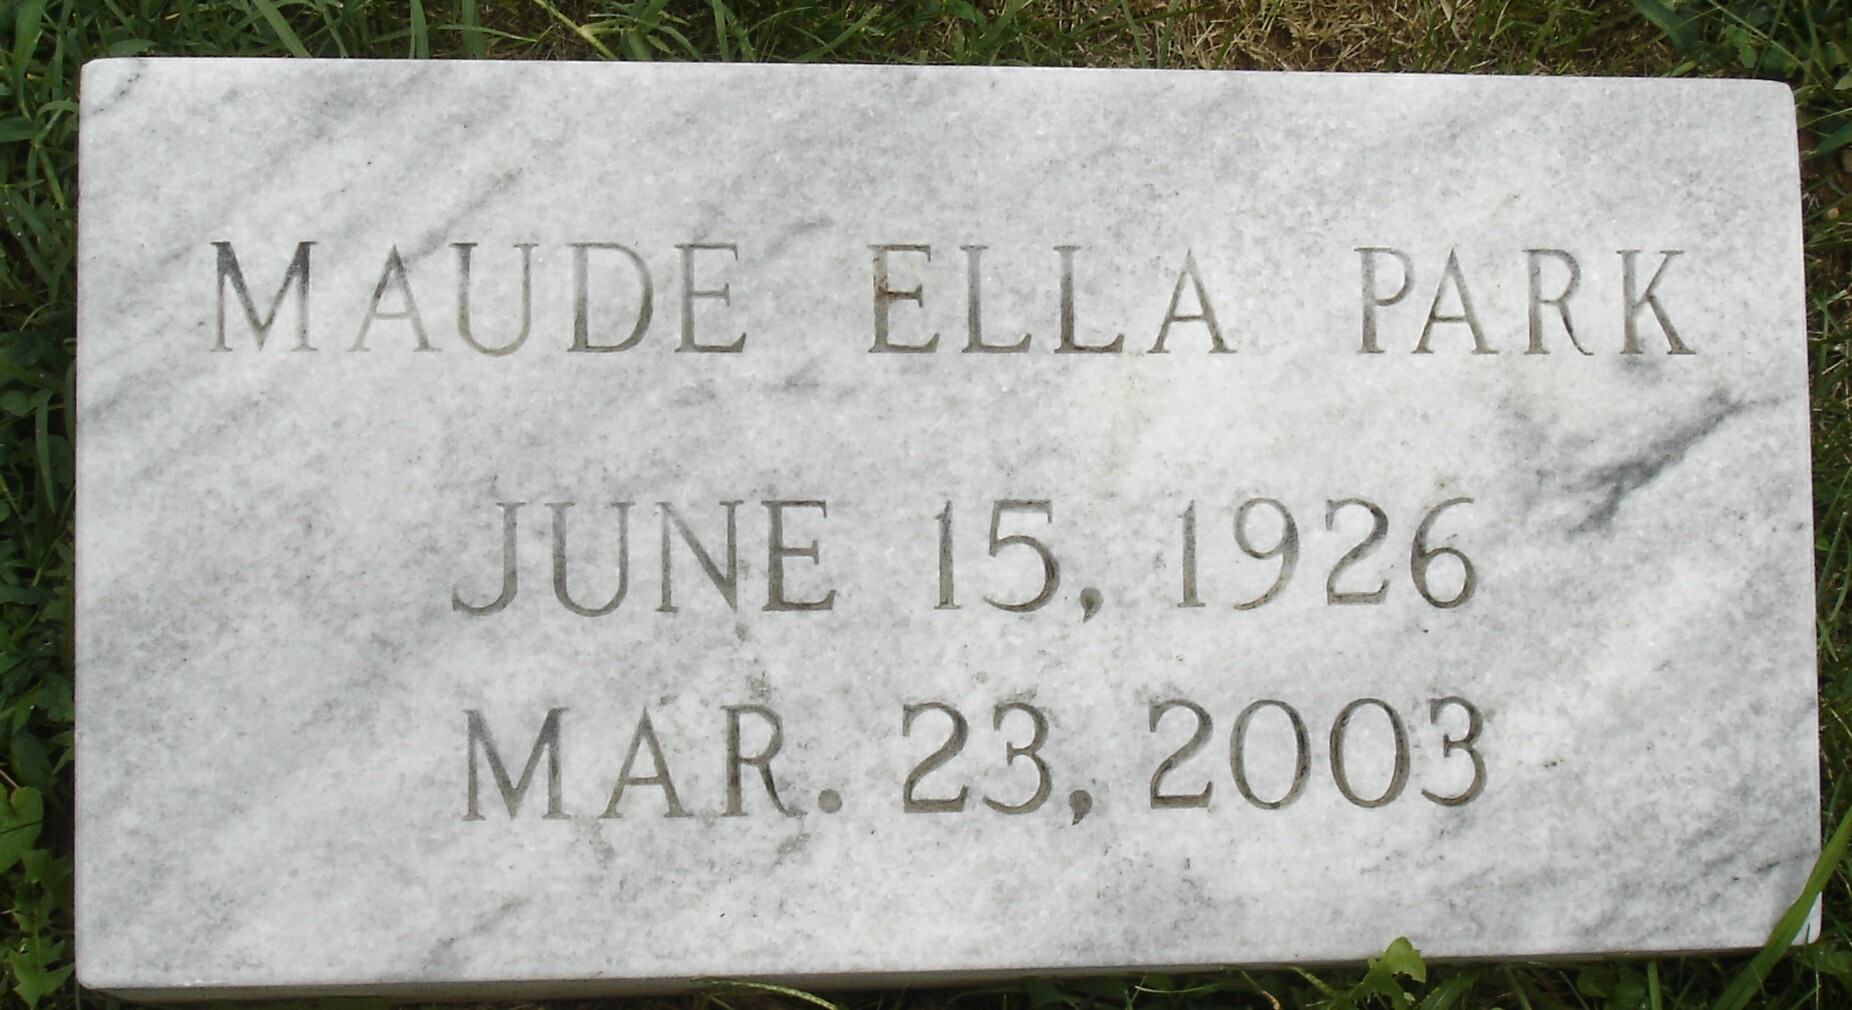 MAUDE ELLA PARK
JUNE 15, 1926
MAR. 23, 2003